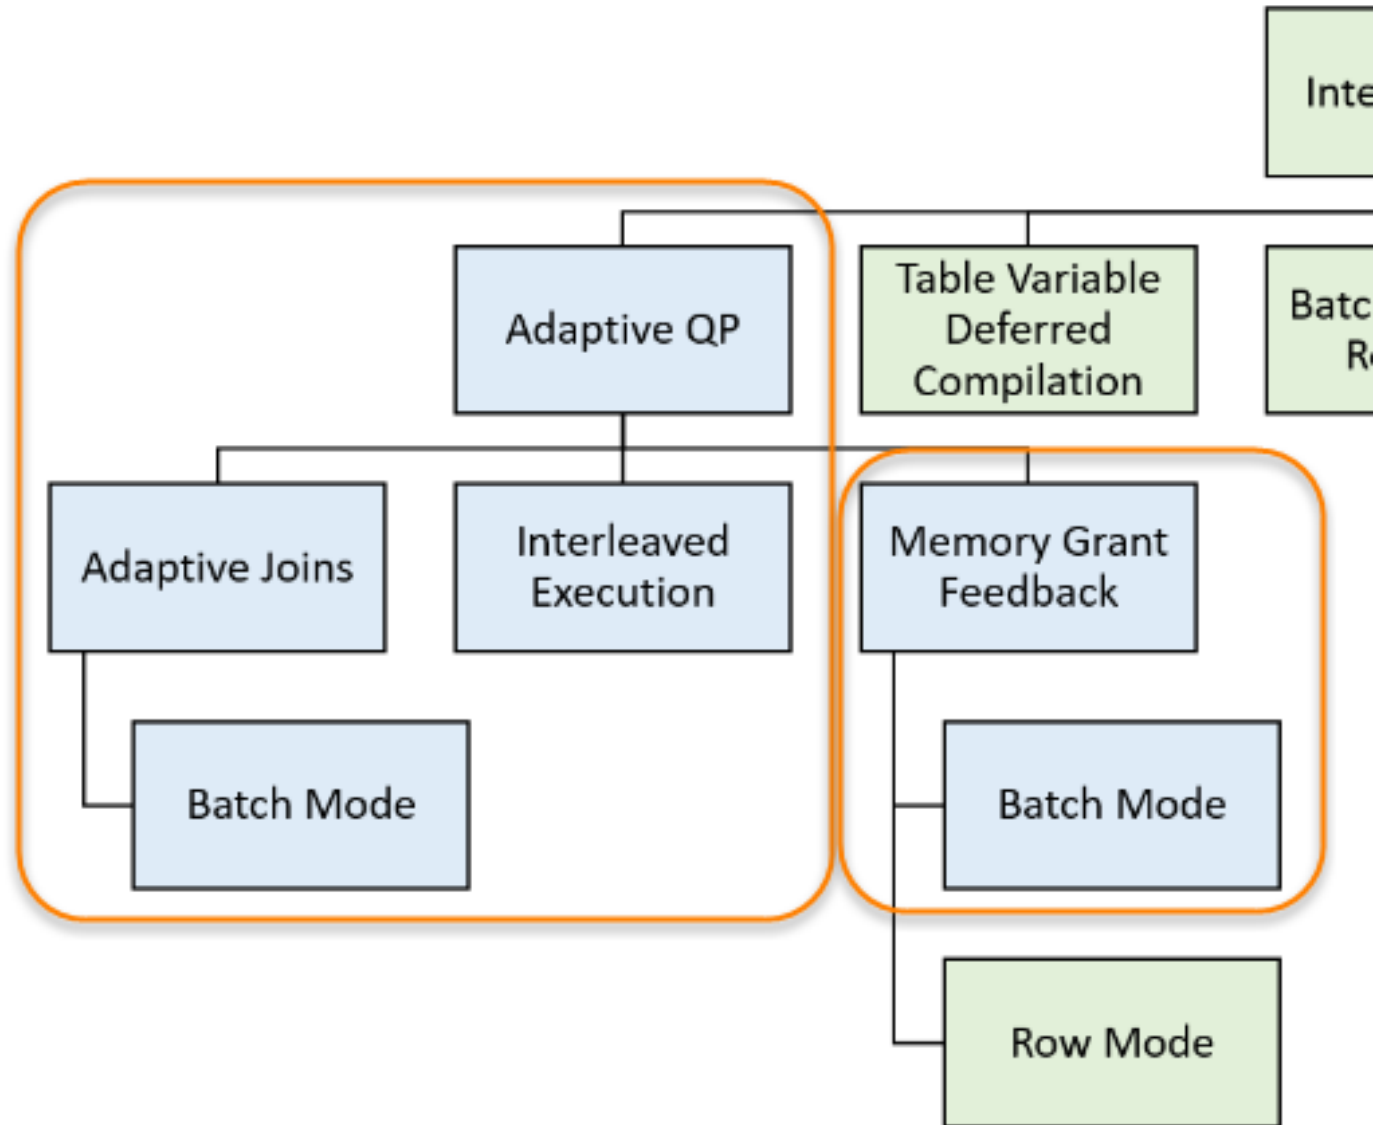 Adaptive QP
Table Variable
Deferred
Compilation
Adaptive Joins
Interleaved
Execution
Memory Grant
Feedback
Batch Mode
Batch Mode
Row Mode